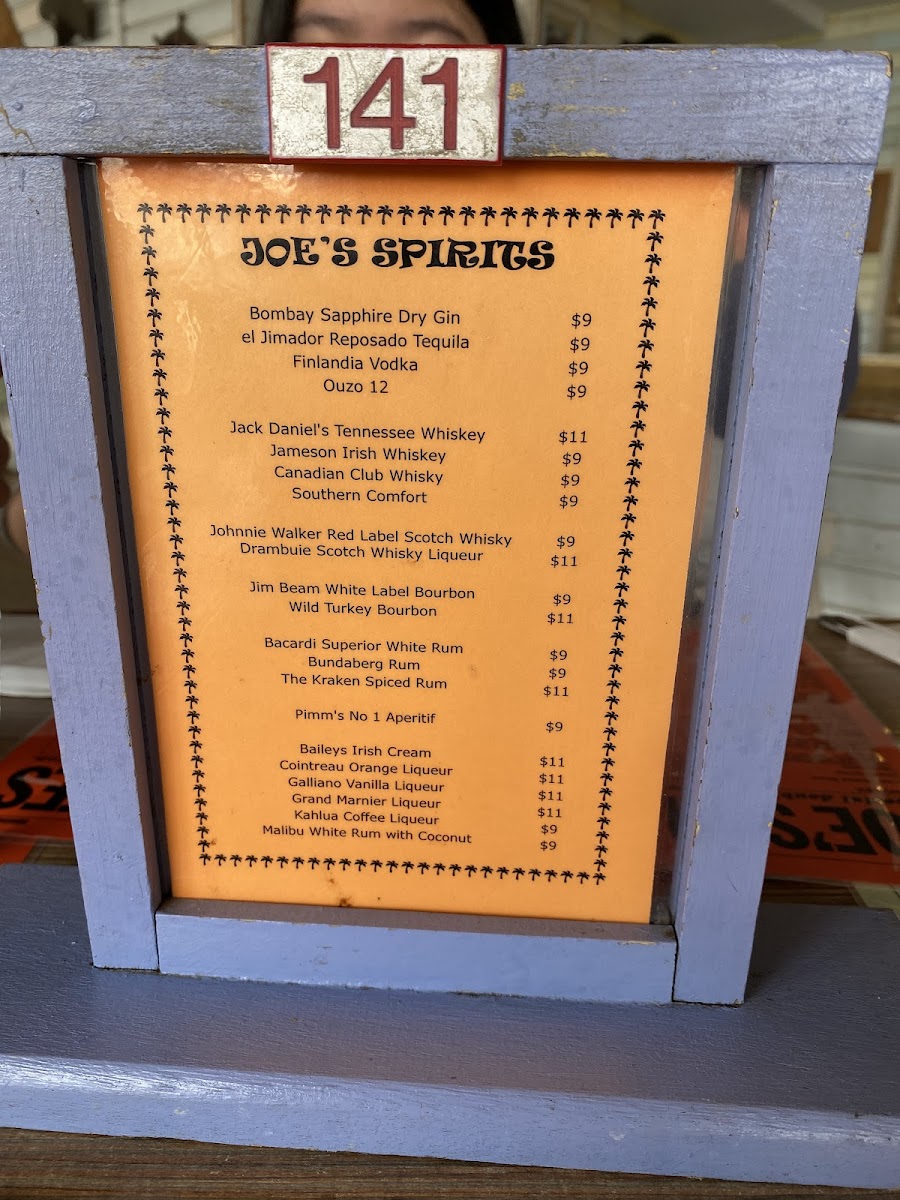 141
JOE'S SPIRITS
Bombay Sapphire Dry Gin $9
el Jimador Reposado Tequila $9
Finlandia Vodka $9
Ouzo 12 $9
Jack Daniel's Tennessee Whiskey $11
Jameson Irish Whiskey $9
Canadian Club Whisky $9
Southern Comfort $9
Johnnie Walker Red Label Scotch Whisky $9
Drambuie Scotch Whisky Liqueur $11
Jim Beam White Label Bourbon $9
Wild Turkey Bourbon $11
Bacardi Superior White Rum $9
Bundaberg Rum $9
The Kraken Spiced Rum $11
Pimm's No 1 Aperitif $9
Baileys Irish Cream $11
Cointreau Orange Liqueur $11
Galliano Vanilla Liqueur $11
Grand Marnier Liqueur $11
Kahlua Coffee Liqueur $9
Malibu White Rum with Coconut $9